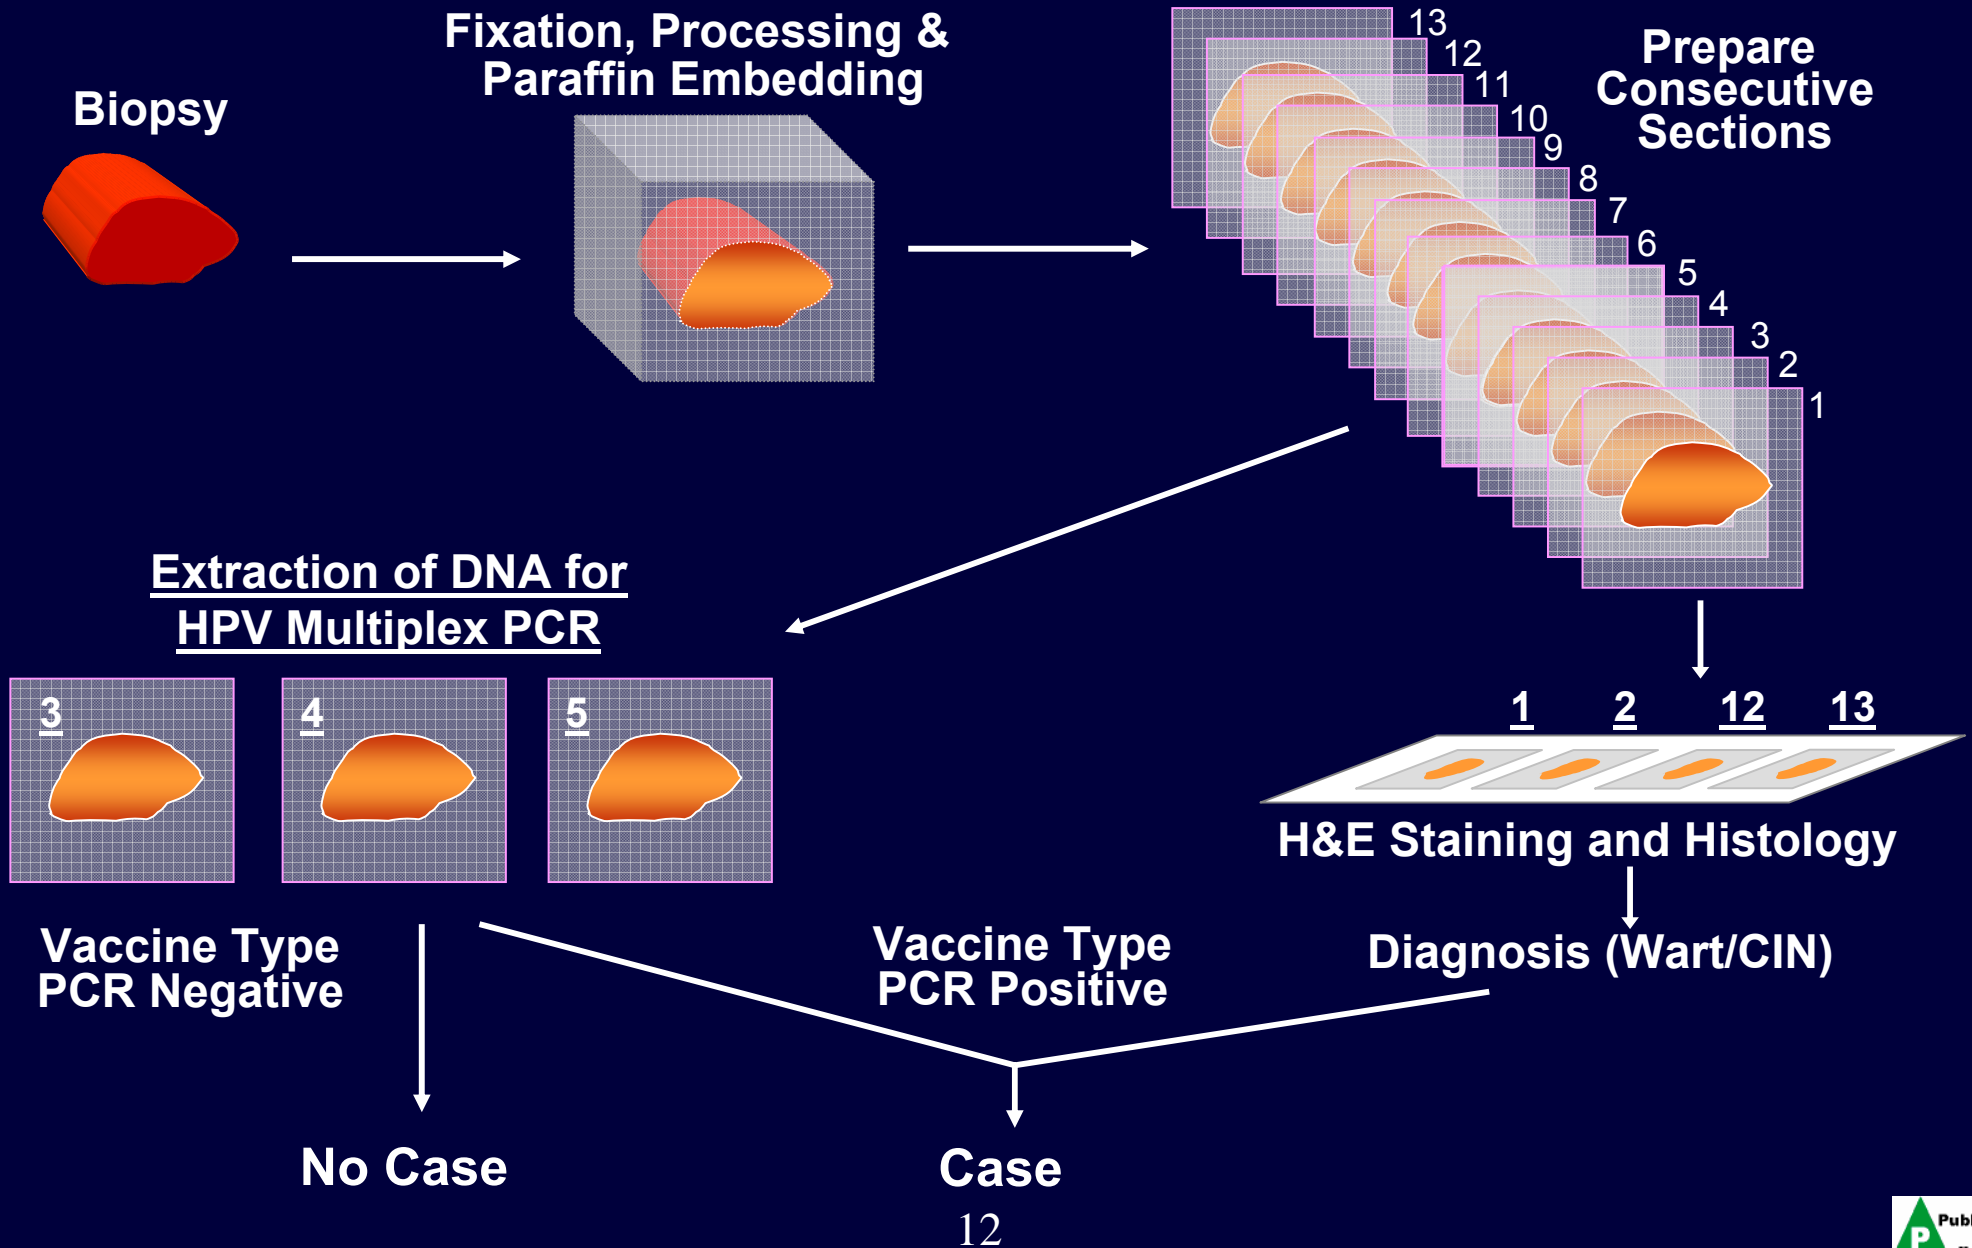 Biopsy
Fixation, Processing &
Paraffin Embedding
Prepare
Consecutive
Sections
13
12
11
10
9
8
7
6
5
4
3
2
1
Extraction of DNA for
HPV Multiplex PCR
3
4
5
1 2 12 13
H&E Staining and Histology
Diagnosis (Wart/CIN)
Vaccine Type
PCR Negative
Vaccine Type
PCR Positive
No Case
Case
12
P